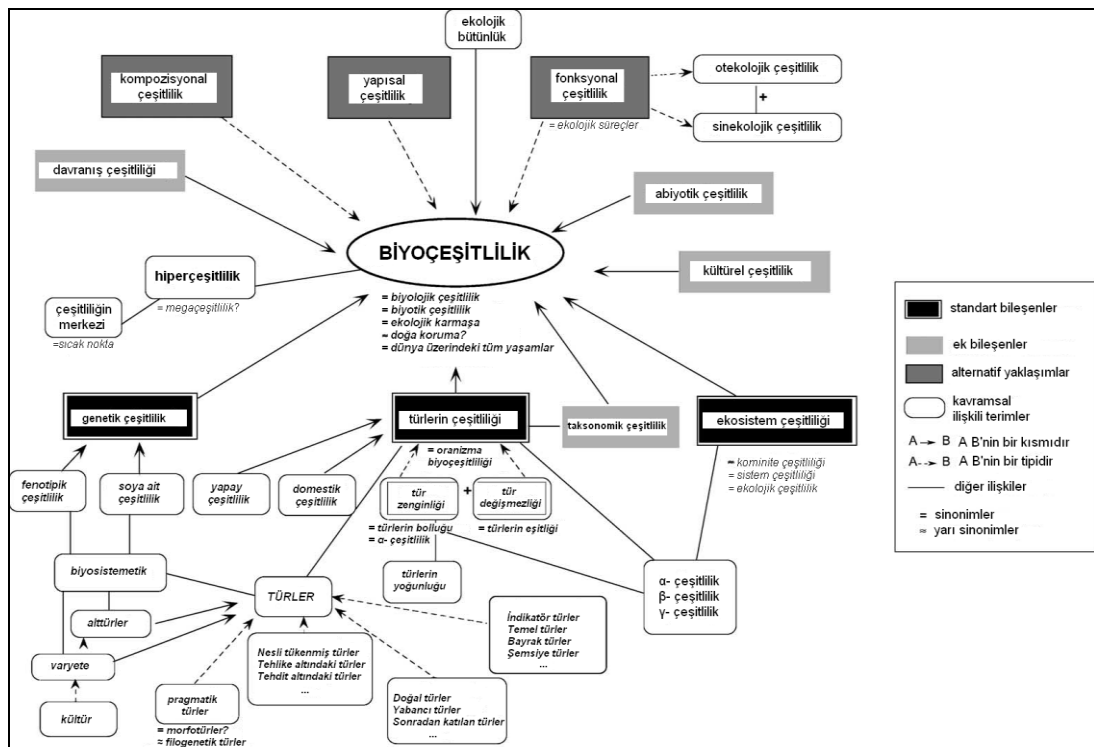 ekolojik
bütünlük
kompozisyonal
çeşitlilik
yapısal
çeşitlilik
fonksyonal
çeşitlilik
= ekolojik süreçler
otekolojik çeşitlilik
+
sinekolojik çeşitlilik
davranış çeşitliliği
abiyotik çeşitlilik
BİYOÇEŞİTLİLİK
kültürel çeşitlilik
hiperçeşitlilik
= megaçeşitlilik?
çeşitliliğin
merkezi
=sıcak nokta
= biyolojik çeşitlilik
= biyotik çeşitlilik
= ekolojik karmaşa
≈ doğa koruma?
= dünya üzerindeki tüm yaşamlar
genetik çeşitlilik
türlerin çeşitliliği
= oranizma
biyoçeşitliliği
taksonomik çeşitlilik
ekosistem çeşitliliği
≈ kominite çeşitliliği
= sistem çeşitliliği
= ekolojik çeşitlilik
fenotipik
çeşitlilik
soya ait
çeşitlilik
yapay
çeşitlilik
domestik
çeşitlilik
tür
zenginliği
+
tür
değişmezliği
= türlerin bolluğu
= α- çeşitlilik
= türlerin eşitliği
türlerin
yoğunluğu
biyosistemetik
TÜRLER
α- çeşitlilik
β- çeşitlilik
γ- çeşitlilik
alttürler
varyete
kültür
pragmatik
türler
= morfotürler?
≈ filogenetik türler
Nesli tükenmiş türler
Tehlike altındaki türler
Tehdit altındaki türler
...
Doğal türler
Yabancı türler
Sonradan katılan türler
...
İndikatör türler
Temel türler
Bayrak türler
Şemsiye türler
...
standart bileşenler
ek bileşenler
alternatif yaklaşımlar
kavramsal
ilişkili terimler
A → B A B'nin bir kısmıdır
A --> B A B'nin bir tipidir
diğer ilişkiler
= sinonimler
≈ yarı sinonimler